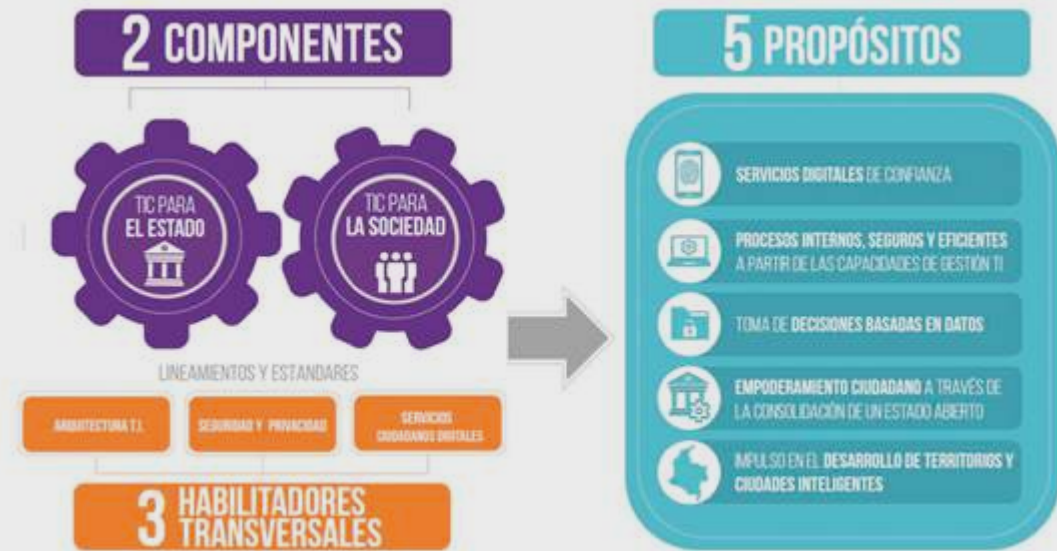 2 COMPONENTES
TIC PARA
EL ESTADO
TIC PARA
LA SOCIEDAD
LINEAMIENTOS Y ESTANDARES
ARQUITECTURA T.I.
SEGURIDAD Y PRIVACIDAD
SERVICIOS
CIUDADANOS DIGITALES
3 HABILITADORES
TRANSVERSALES
5 PROPÓSITOS
SERVICIOS DIGITALES DE CONFIANZA
PROCESOS INTERNOS, SEGUROS Y EFICIENTES
A PARTIR DE LAS CAPACIDADES DE GESTIÓN TI
TOMA DE DECISIONES BASADAS EN DATOS
EMPODERAMIENTO CIUDADANO A TRAVÉS DE
LA CONSOLIDACIÓN DE UN ESTADO ABIERTO
IMPULSO EN EL DESARROLLO DE TERRITORIOS Y
CIUDADES INTELIGENTES